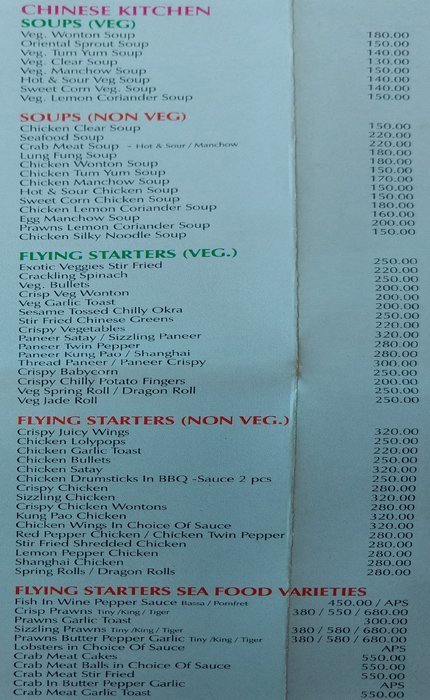 CHINESE KITCHEN
SOUPS (VEG)
Veg. Wonton Soup 180.00
Oriental Sprout Soup 150.00
Veg. Tum Yum Soup 140.00
Veg. Clear Soup 130.00
Veg. Manchow Soup 150.00
Hot & Sour Veg Soup 140.00
Sweet Corn Veg. Soup 140.00
Veg. Lemon Coriander Soup 150.00
SOUPS (NON VEG)
Chicken Clear Soup 150.00
Seafood Soup 220.00
Crab Meat Soup - Hot & Sour / Manchow 220.00
Lung Fung Soup 180.00
Chicken Wonton Soup 180.00
Chicken Tum Yum Soup 150.00
Chicken Manchow Soup 170.00
Hot & Sour Chicken Soup 150.00
Sweet Corn Chicken Soup 150.00
Chicken Lemon Coriander Soup 180.00
Egg Manchow Soup 160.00
Prawns Lemon Coriander Soup 200.00
Chicken Silky Noodle Soup 150.00
FLYING STARTERS (VEG.)
Exotic Veggies Stir Fried 250.00
Crackling Spinach 220.00
Veg. Bullets 250.00
Crisp Veg Wonton 200.00
Veg Garlic Toast 200.00
Sesame Tossed Chilly Okra 200.00
Stir Fried Chinese Greens 250.00
Crispy Vegetables 220.00
Paneer Satay / Sizzling Paneer 320.00
Paneer Twin Pepper 280.00
Paneer Kung Pao / Shanghai 280.00
Thread Paneer / Paneer Crispy 300.00
Crispy Babycorn 250.00
Crispy Chilly Potato Fingers 200.00
Veg Spring Roll / Dragon Roll 250.00
Veg Jade Roll 250.00
FLYING STARTERS (NON VEG.)
Crispy Juicy Wings 320.00
Chicken Lolypops 250.00
Chicken Garlic Toast 220.00
Chicken Bullets 250.00
Chicken Satay 320.00
Chicken Drumsticks In BBQ -Sauce 2 pcs 250.00
Crispy Chicken 280.00
Sizzling Chicken 320.00
Crispy Chicken Wontons 280.00
Kung Pao Chicken 320.00
Chicken Wings In Choice Of Sauce 320.00
Red Pepper Chicken / Chicken Twin Pepper 280.00
Stir Fried Shredded Chicken 280.00
Lemon Pepper Chicken 280.00
Shanghai Chicken 280.00
Spring Rolls / Dragon Rolls 280.00
FLYING STARTERS SEA FOOD VARIETIES
Fish In Wine Pepper Sauce Bassa / Pomfret 450.00 / APS
Crisp Prawns Tiny /King / Tiger 380 / 550 / 680.00
Prawns Garlic Toast 300.00
Sizzling Prawns Tiny /King / Tiger 380 / 580 / 680.00
Prawns Butter Pepper Garlic Tiny /King / Tiger 380 / 580 / 680.00
Lobsters in Choice Of Sauce APS
Crab Meat Cakes 550.00
Crab Meat Balls in Choice Of Sauce 550.00
Crab Meat Stir Fried 550.00
Crab In Butter Pepper Garlic APS
Crab Meat Garlic Toast 550.00